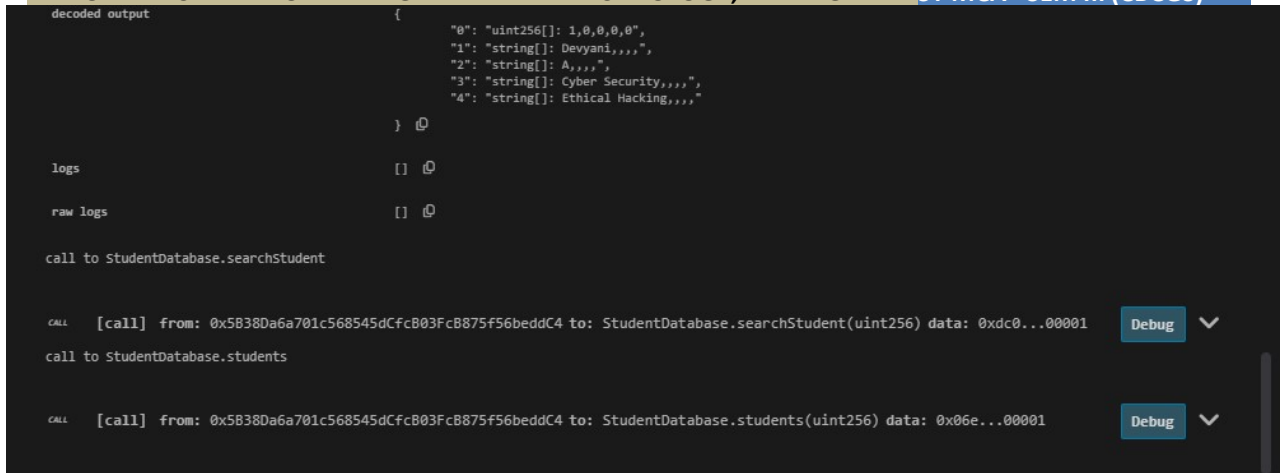 decoded output {
"0": "uint256[]: 1,0,0,0,0",
"1": "string[]: Devyani,,,,",
"2": "string[]: A,,,,",
"3": "string[]: Cyber Security,,,,",
"4": "string[]: Ethical Hacking,,,,"
}
logs []
raw logs []
call to StudentDatabase.searchStudent
CALL [call] from: 0x5B38Da6a701c568545dCfcB03FcB875f56beddC4 to: StudentDatabase.searchStudent(uint256) data: 0xdc0...00001 Debug
call to StudentDatabase.students
CALL [call] from: 0x5B38Da6a701c568545dCfcB03FcB875f56beddC4 to: StudentDatabase.students(uint256) data: 0x06e...00001 Debug